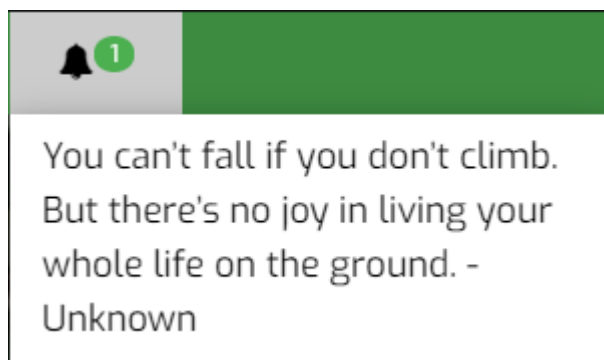 1
You can't fall if you don't climb.
But there's no joy in living your
whole life on the ground. -
Unknown